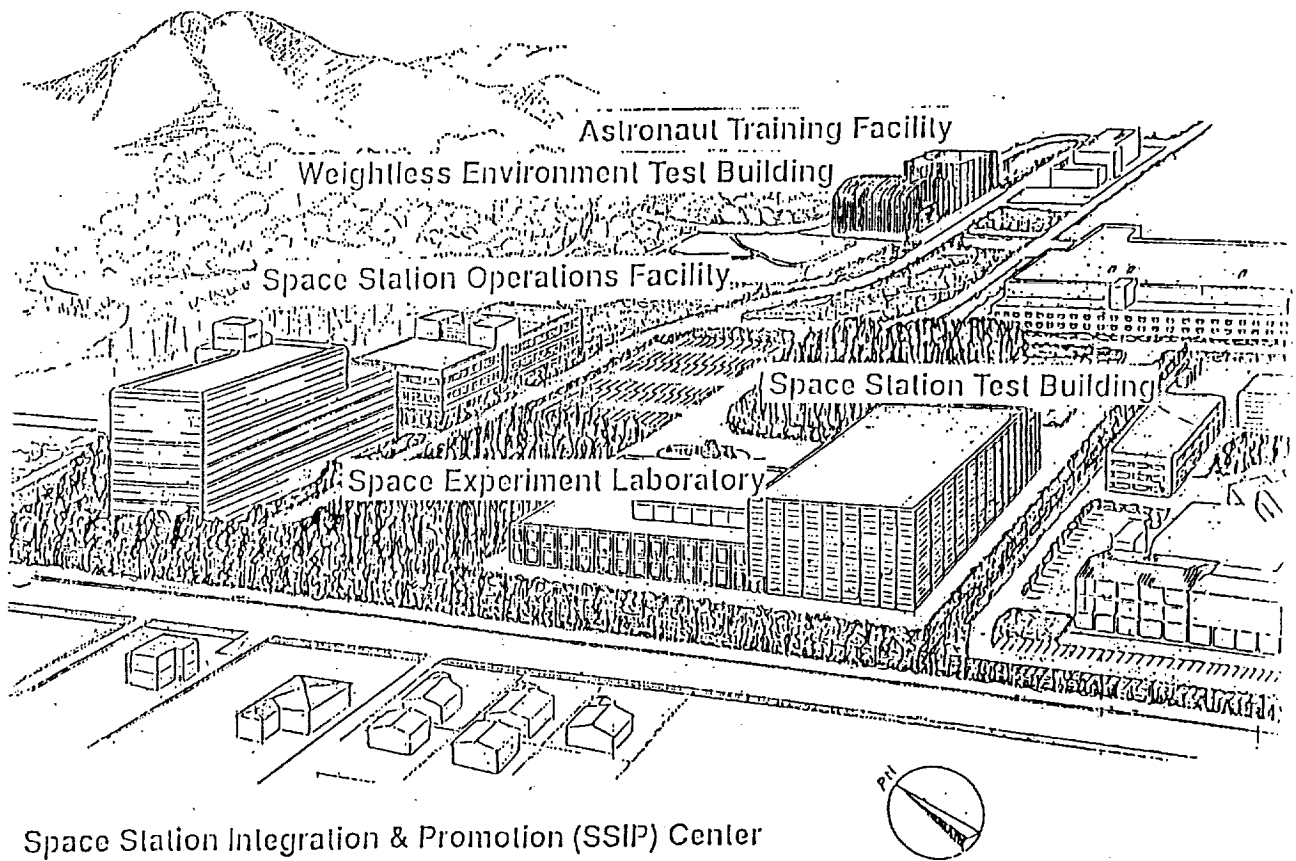 Astronaut Training Facility
Weightless Environment Test Building
Space Station Operations Facility
Space Station Test Building
Space Experiment Laboratory
Space Station Integration & Promotion (SSIP) Center